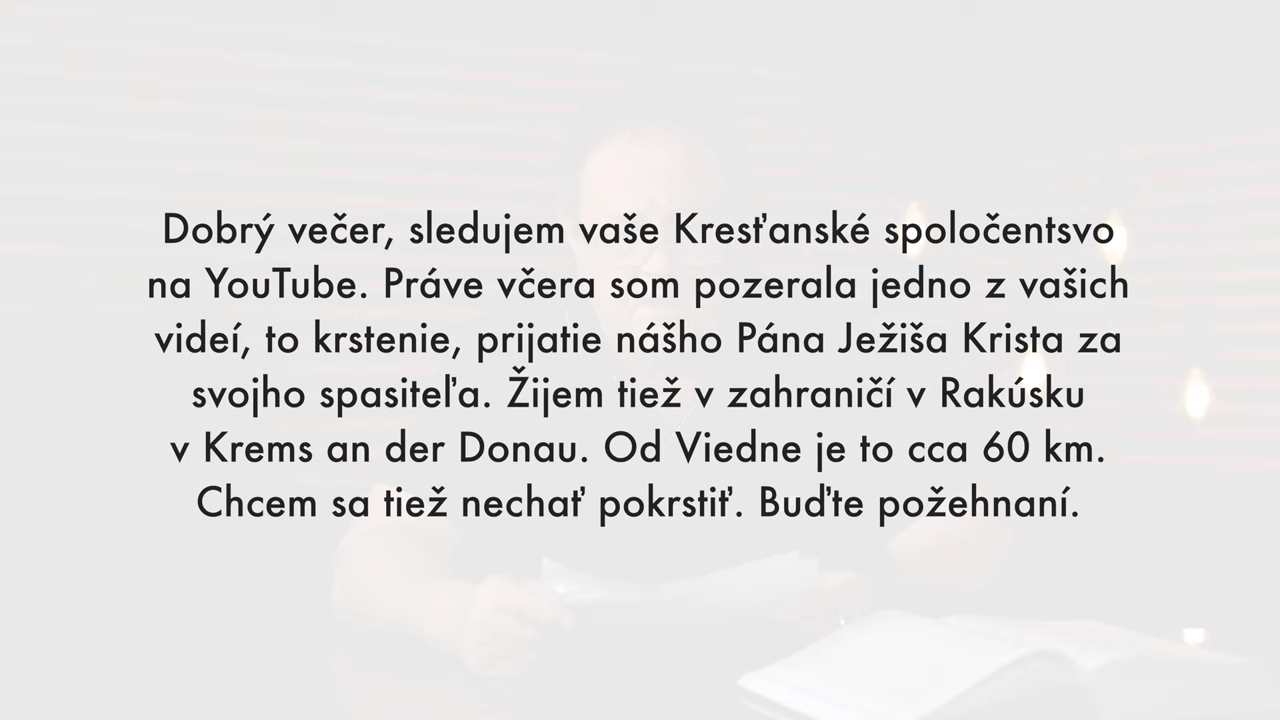 Dobrý večer, sledujem vaše Kresťanské spoločentsvo
na YouTube. Práve včera som pozerala jedno z vašich
videí, to krstenie, prijatie nášho Pána Ježiša Krista za
svojho spasiteľa. Žijem tiež v zahraničí v Rakúsku
v Krems an der Donau. Od Viedne je to cca 60 km.
Chcem sa tiež nechať pokrstiť. Buďte požehnaní.